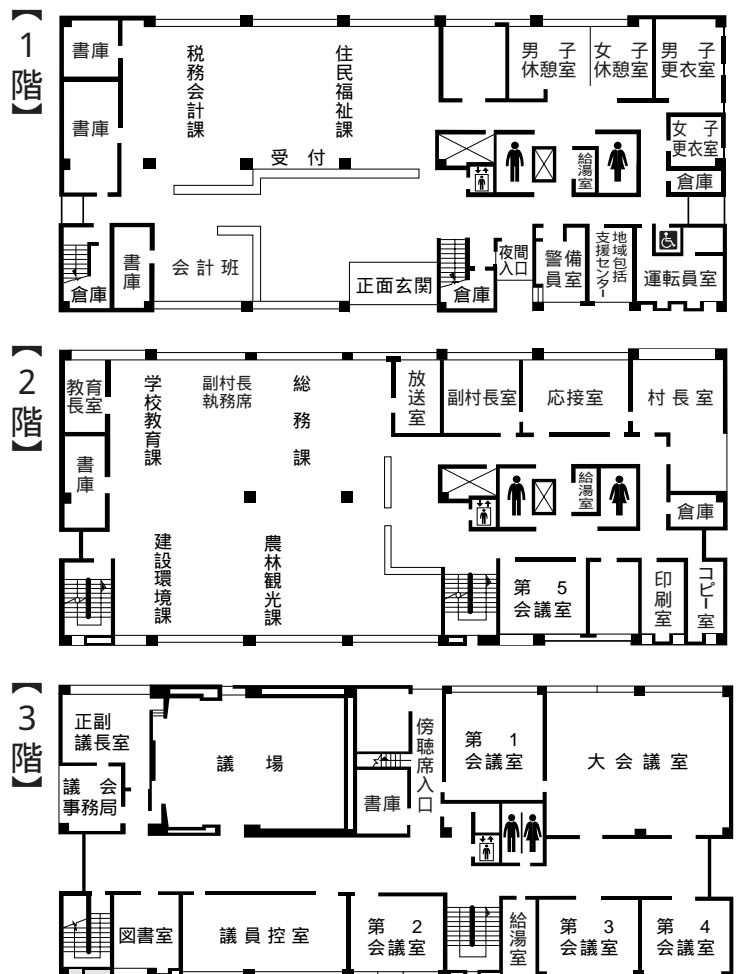 【1階】
書庫
税務会計課
住民福祉課
男子
休憩室
女子
休憩室
男子
更衣室
書庫
女子
更衣室
受付
給湯室
倉庫
倉庫
書庫
会計班
正面玄関
倉庫
夜間
入口
警備
員室
地域包括
支援センター
運転員室
【2階】
教育
長室
学校教育課
副村長
執務席
総務課
放送室
副村長室
応接室
村長室
書庫
給湯室
倉庫
建設環境課
農林観光課
第5
会議室
印刷室
コピー室
【3階】
正副
議長室
議場
傍聴席入口
第1
会議室
大会議室
議会
事務局
書庫
図書室
議員控室
第2
会議室
給湯室
第3
会議室
第4
会議室